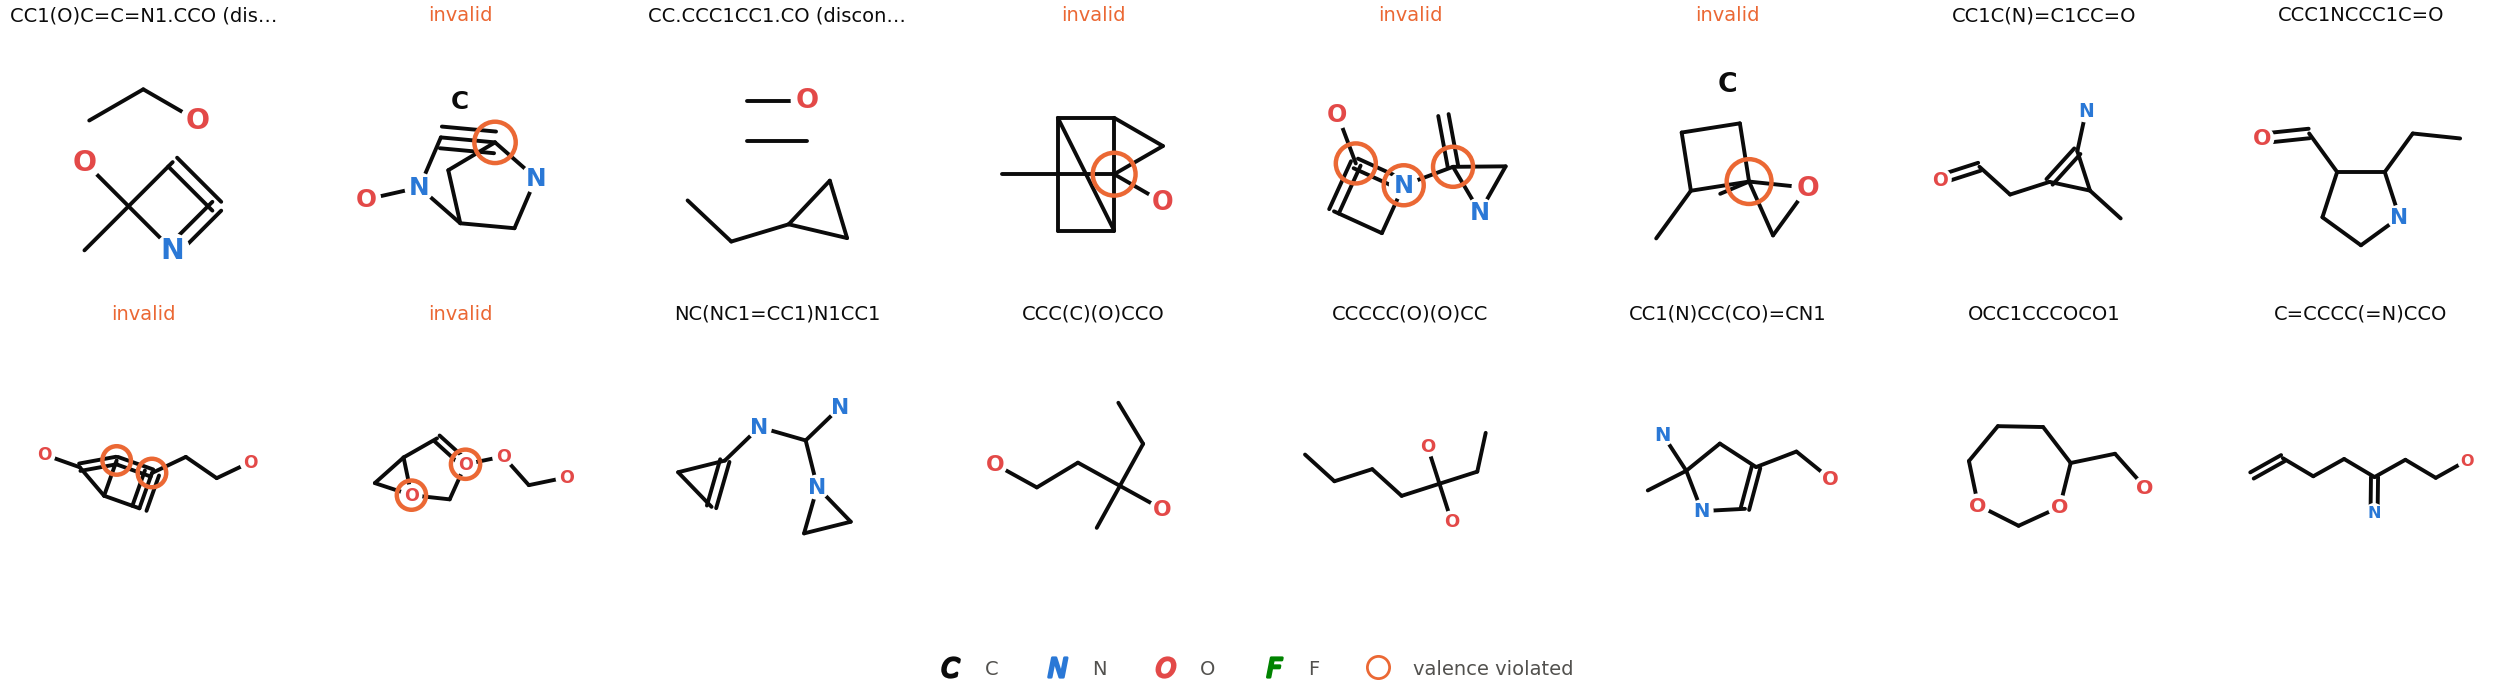 CC1(O)C=C=N1.CCO (dis...
invalid
CC.CCC1CC1.CO (discon...
invalid
invalid
invalid
CC1C(N)=C1CC=O
CCC1NCCC1C=O
O
O
N
C
N
O
N
O
O
O
N
N
C
O
O
N
O
N
invalid
invalid
NC(NC1=CC1)N1CC1
CCC(C)(O)CCO
CCCCC(O)(O)CC
CC1(N)CC(CO)=CN1
OCC1CCCOCO1
C=CCCC(=N)CCO
O
O
O
O
O
O
N
N
N
O
O
O
O
N
N
O
O
O
O
N
O
C C
N N
O O
F F
valence violated